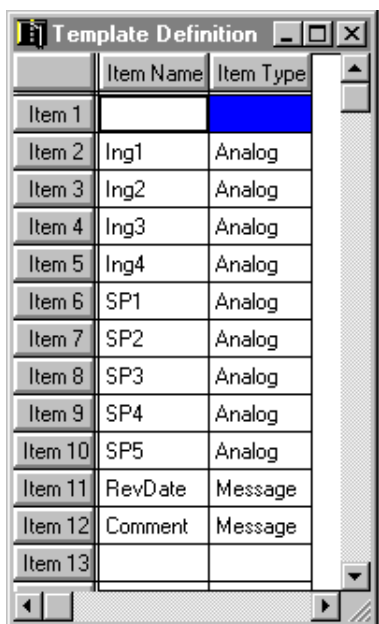 Template Definition
Item Name Item Type
Item 1
Item 2 Ing1 Analog
Item 3 Ing2 Analog
Item 4 Ing3 Analog
Item 5 Ing4 Analog
Item 6 SP1 Analog
Item 7 SP2 Analog
Item 8 SP3 Analog
Item 9 SP4 Analog
Item 10 SP5 Analog
Item 11 RevDate Message
Item 12 Comment Message
Item 13